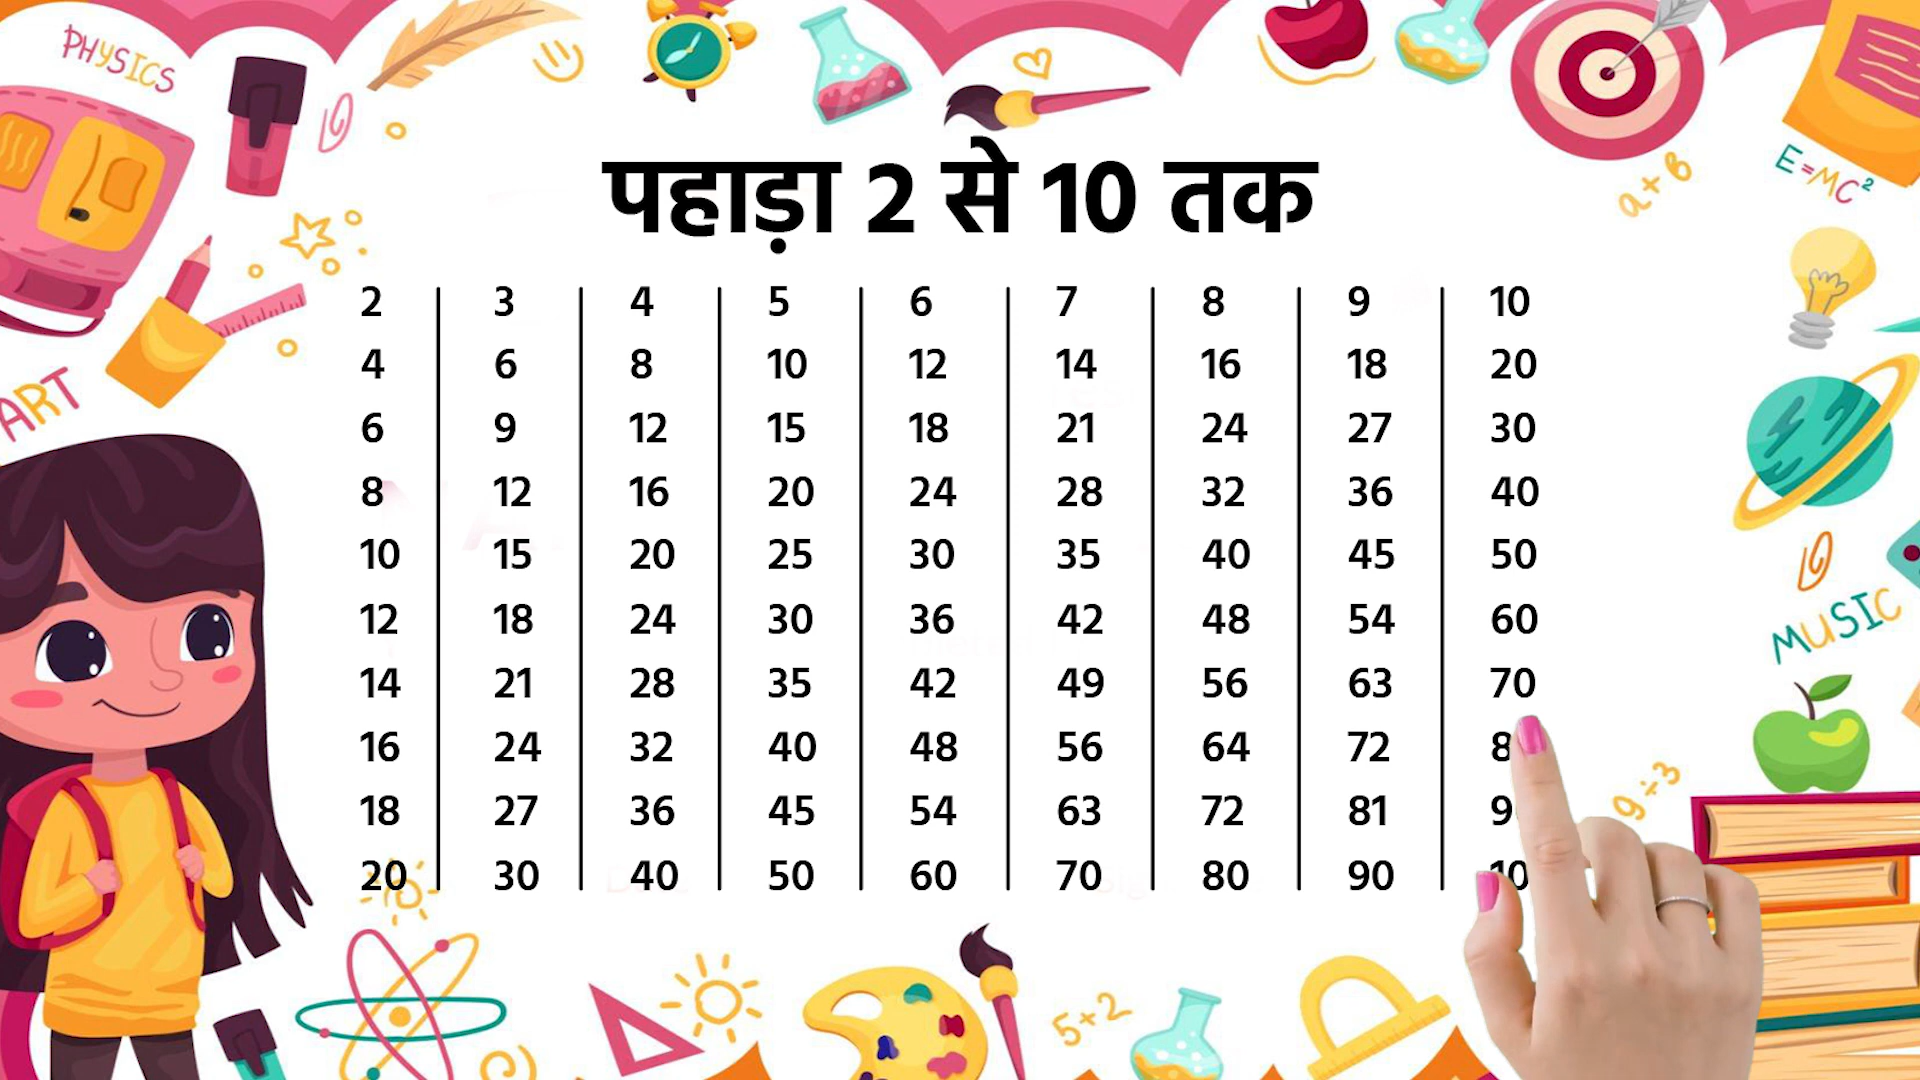 PHYSICS
पहाड़ा 2 से 10 तक
a+b
E=MC²
ART
2 3 4 5 6 7 8 9 10
4 6 8 10 12 14 16 18 20
6 9 12 15 18 21 24 27 30
8 12 16 20 24 28 32 36 40
10 15 20 25 30 35 40 45 50
12 18 24 30 36 42 48 54 60
14 21 28 35 42 49 56 63 70
16 24 32 40 48 56 64 72 8
18 27 36 45 54 63 72 81 9
20 30 40 50 60 70 80 90 10
MUSIC
9÷3
5+2